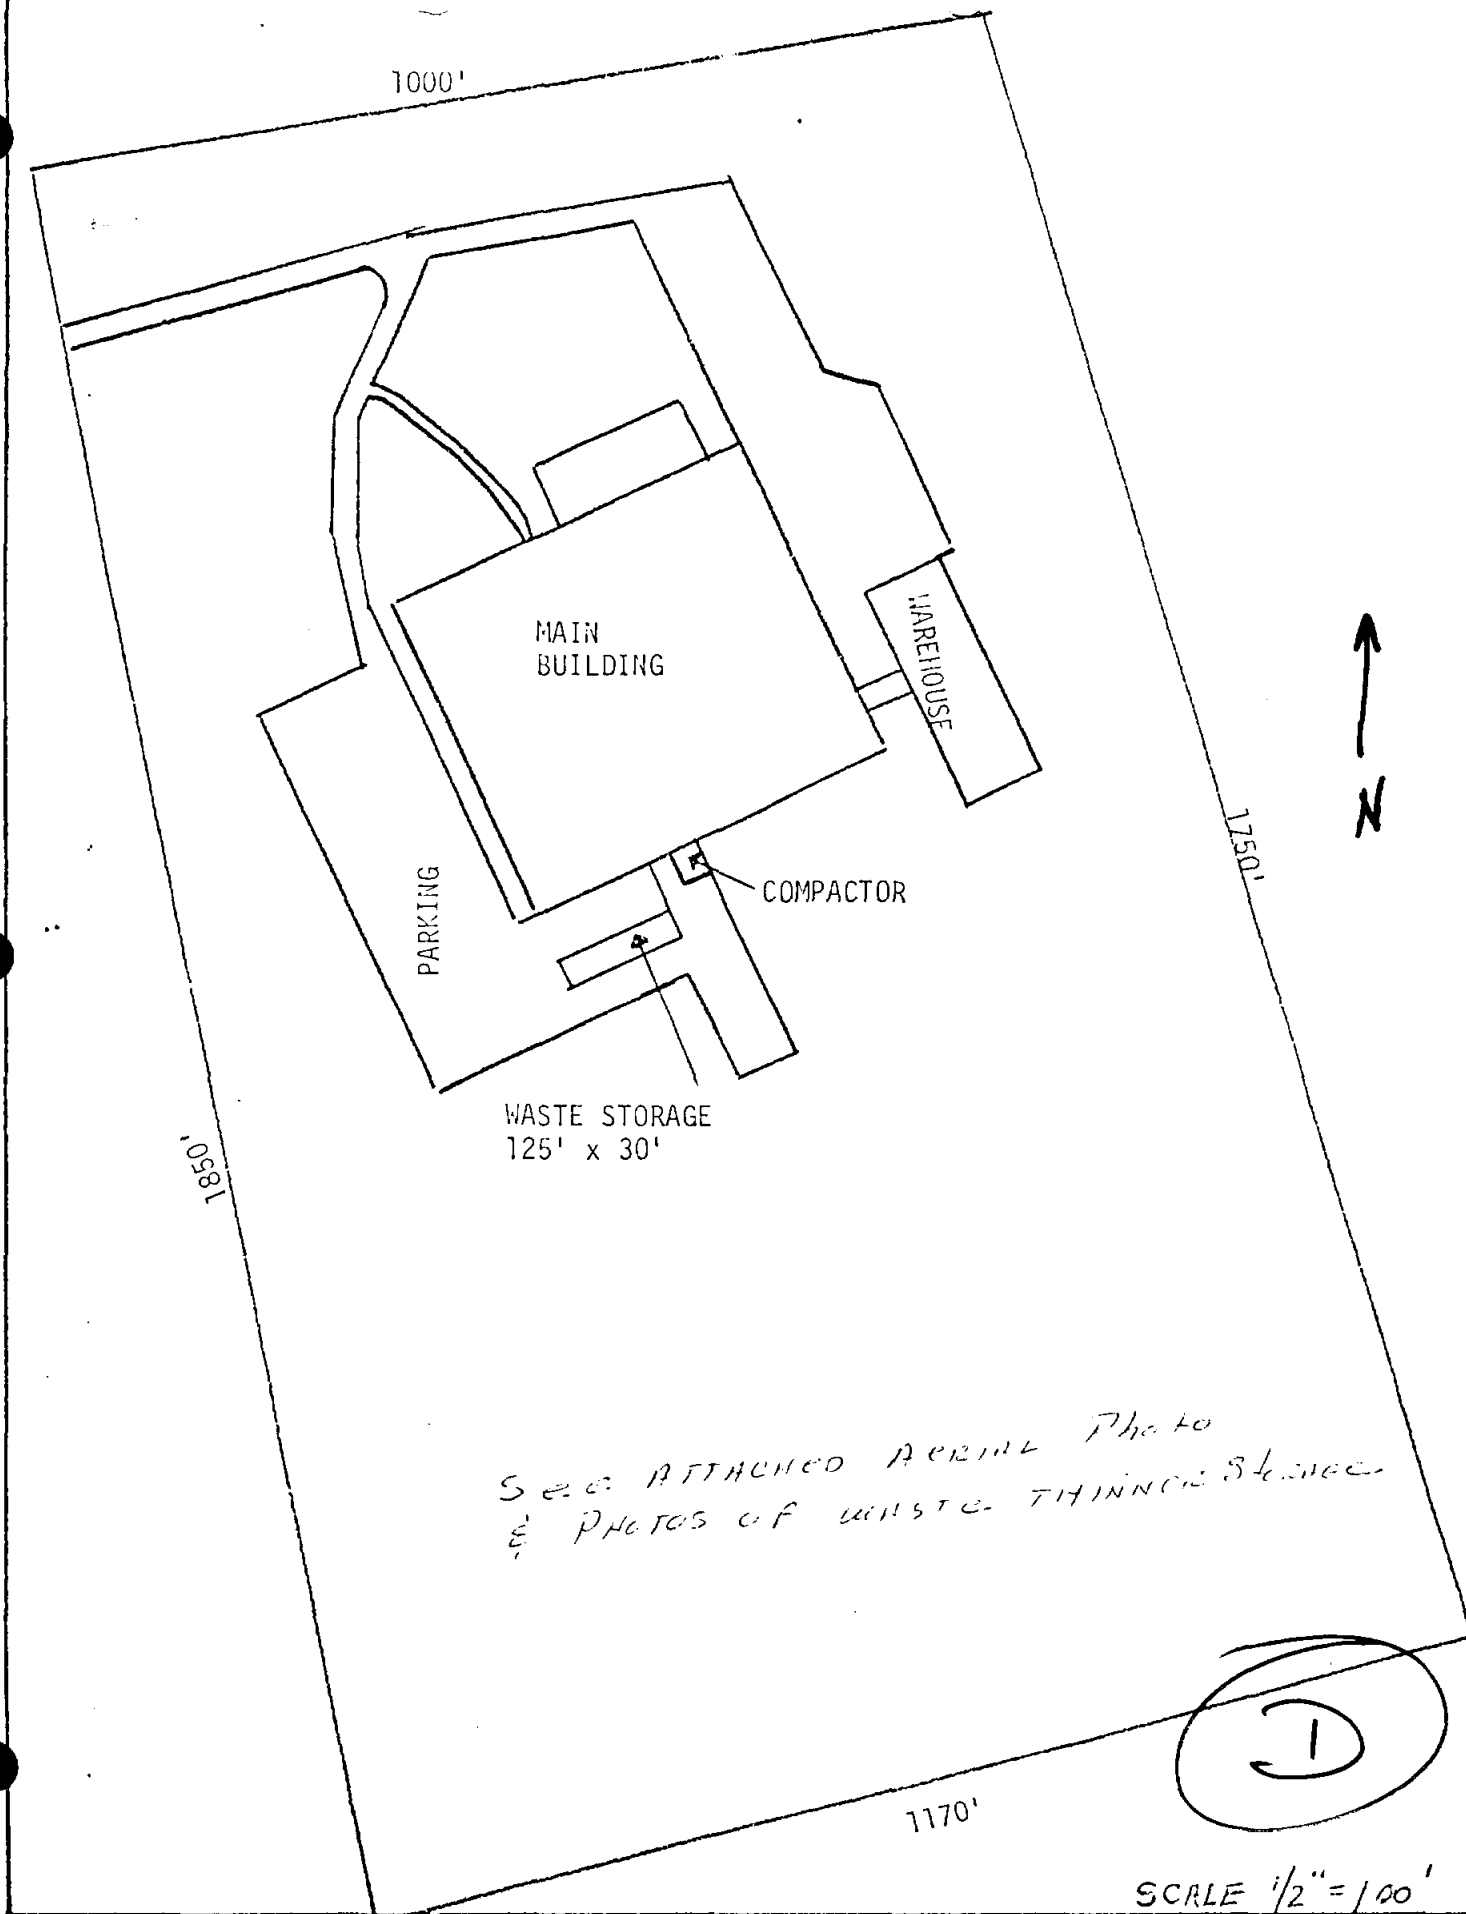 1000'
MAIN
BUILDING
WAREHOUSE
N
1750'
COMPACTOR
PARKING
WASTE STORAGE
125' x 30'
1850'
See ATTACHED AERIAL Photo
& PHOTOS OF WASTE THINNER Storage
D
1170'
SCALE 1/2" = 100'